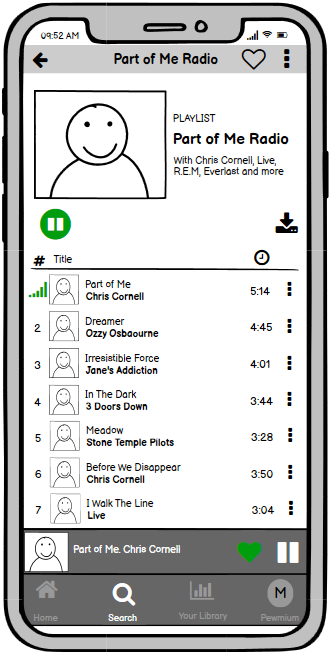 09:52 AM
Part of Me Radio
PLAYLIST
Part of Me Radio
With Chris Cornell, Live,
R.E.M, Everlast and more
# Title
Part of Me 5:14
Chris Cornell
2 Dreamer 4:45
Ozzy Osbaourne
3 Irresistible Force 4:01
Jane's Addiction
4 In The Dark 3:44
3 Doors Down
5 Meadow 3:28
Stone Temple Pilots
6 Before We Disappear 3:50
Chris Cornell
7 I Walk The Line 3:04
Live
Part of Me. Chris Cornell
M
Home Search Your Library Pewmium